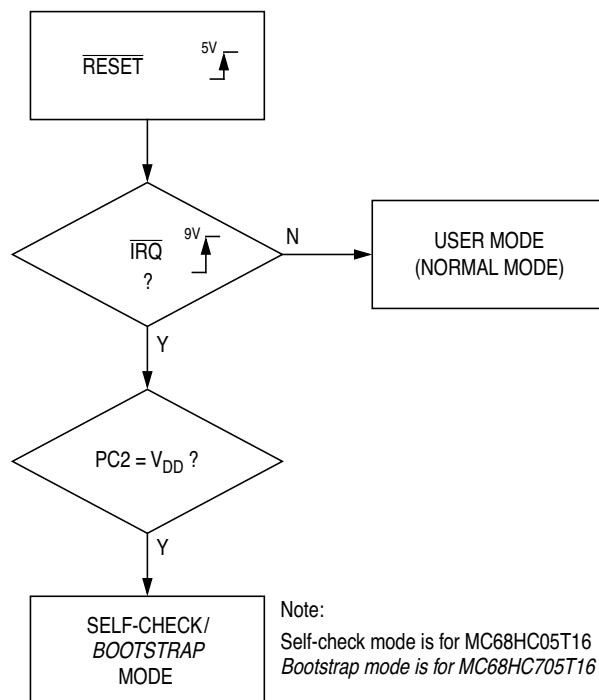 RESET 5V
IRQ 9V
?
N
USER MODE
(NORMAL MODE)
Y
PC2 = VDD ?
Y
SELF-CHECK/
BOOTSTRAP
MODE
Note:
Self-check mode is for MC68HC05T16
Bootstrap mode is for MC68HC705T16